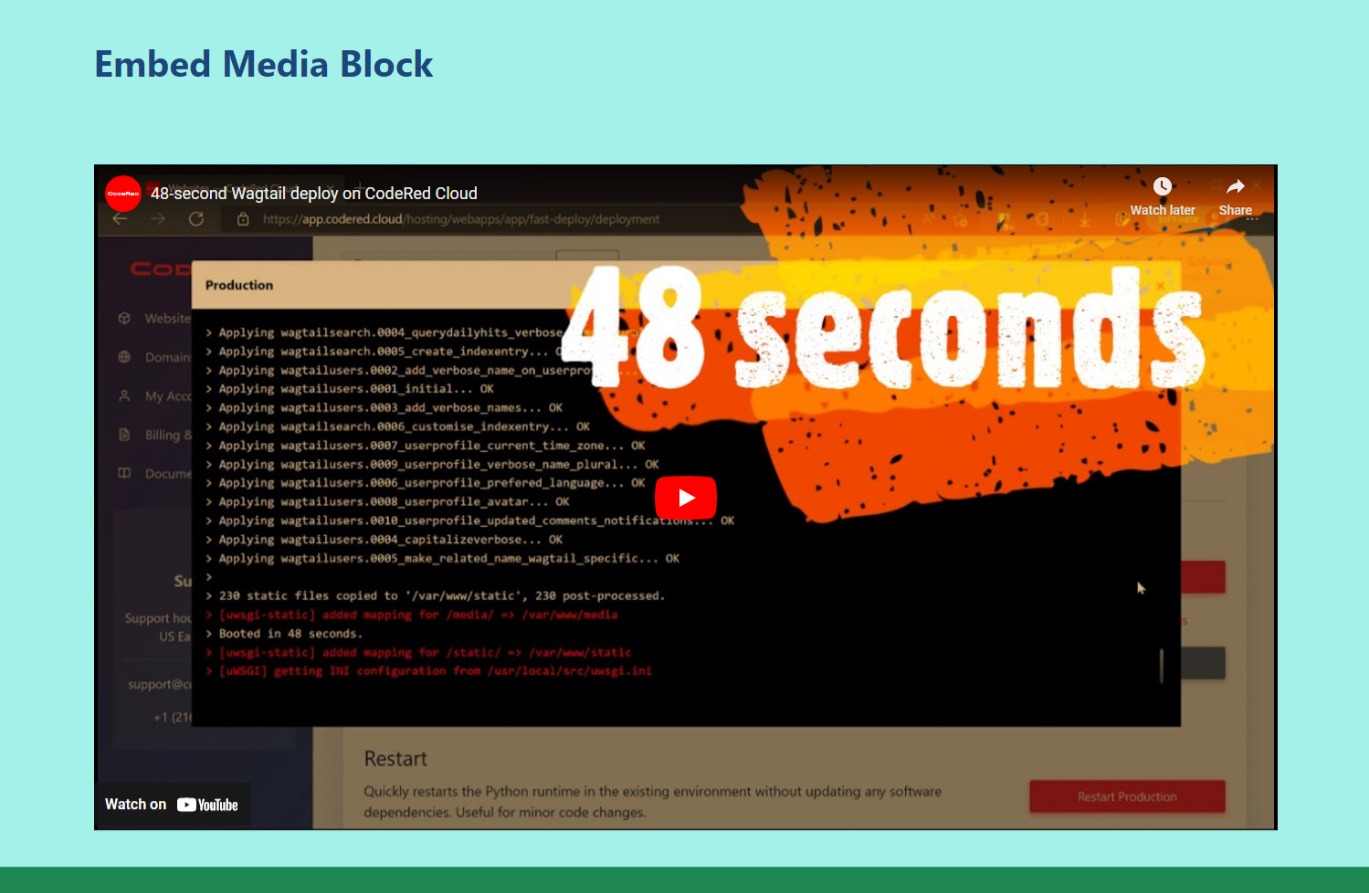 Embed Media Block
48-second Wagtail deploy on CodeRed Cloud
Watch later
Share
https://app.codered.cloud/hosting/webapps/app/fast-deploy/deployment
48 seconds
Production
> Applying wagtailsearch.0004_querydailyhits_verbose
> Applying wagtailsearch.0005_create_indexentry...
> Applying wagtailusers.0002_add_verbose_name_on_userpro
> Applying wagtailusers.0001_initial... OK
> Applying wagtailusers.0003_add_verbose_names... OK
> Applying wagtailsearch.0006_customise_indexentry... OK
> Applying wagtailusers.0007_userprofile_current_time_zone... OK
> Applying wagtailusers.0009_userprofile_verbose_name_plural... OK
> Applying wagtailusers.0006_userprofile_prefered_language... OK
> Applying wagtailusers.0008_userprofile_avatar... OK
> Applying wagtailusers.0010_userprofile_updated_comments_notifications... OK
> Applying wagtailusers.0004_capitalizeverbose... OK
> Applying wagtailusers.0005_make_related_name_wagtail_specific... OK
>
> 230 static files copied to '/var/www/static', 230 post-processed.
> [uwsgi-static] added mapping for /media/ => /var/www/media
> Booted in 48 seconds.
> [uwsgi-static] added mapping for /static/ => /var/www/static
> [uWSGI] getting INI configuration from /usr/local/src/uwsgi.ini
Website
Domain
My Acc
Billing &
Docume
Su
Support hou
US Ea
support@c
+1 (216
Restart
Quickly restarts the Python runtime in the existing environment without updating any software
dependencies. Useful for minor code changes.
Restart Production
Watch on YouTube